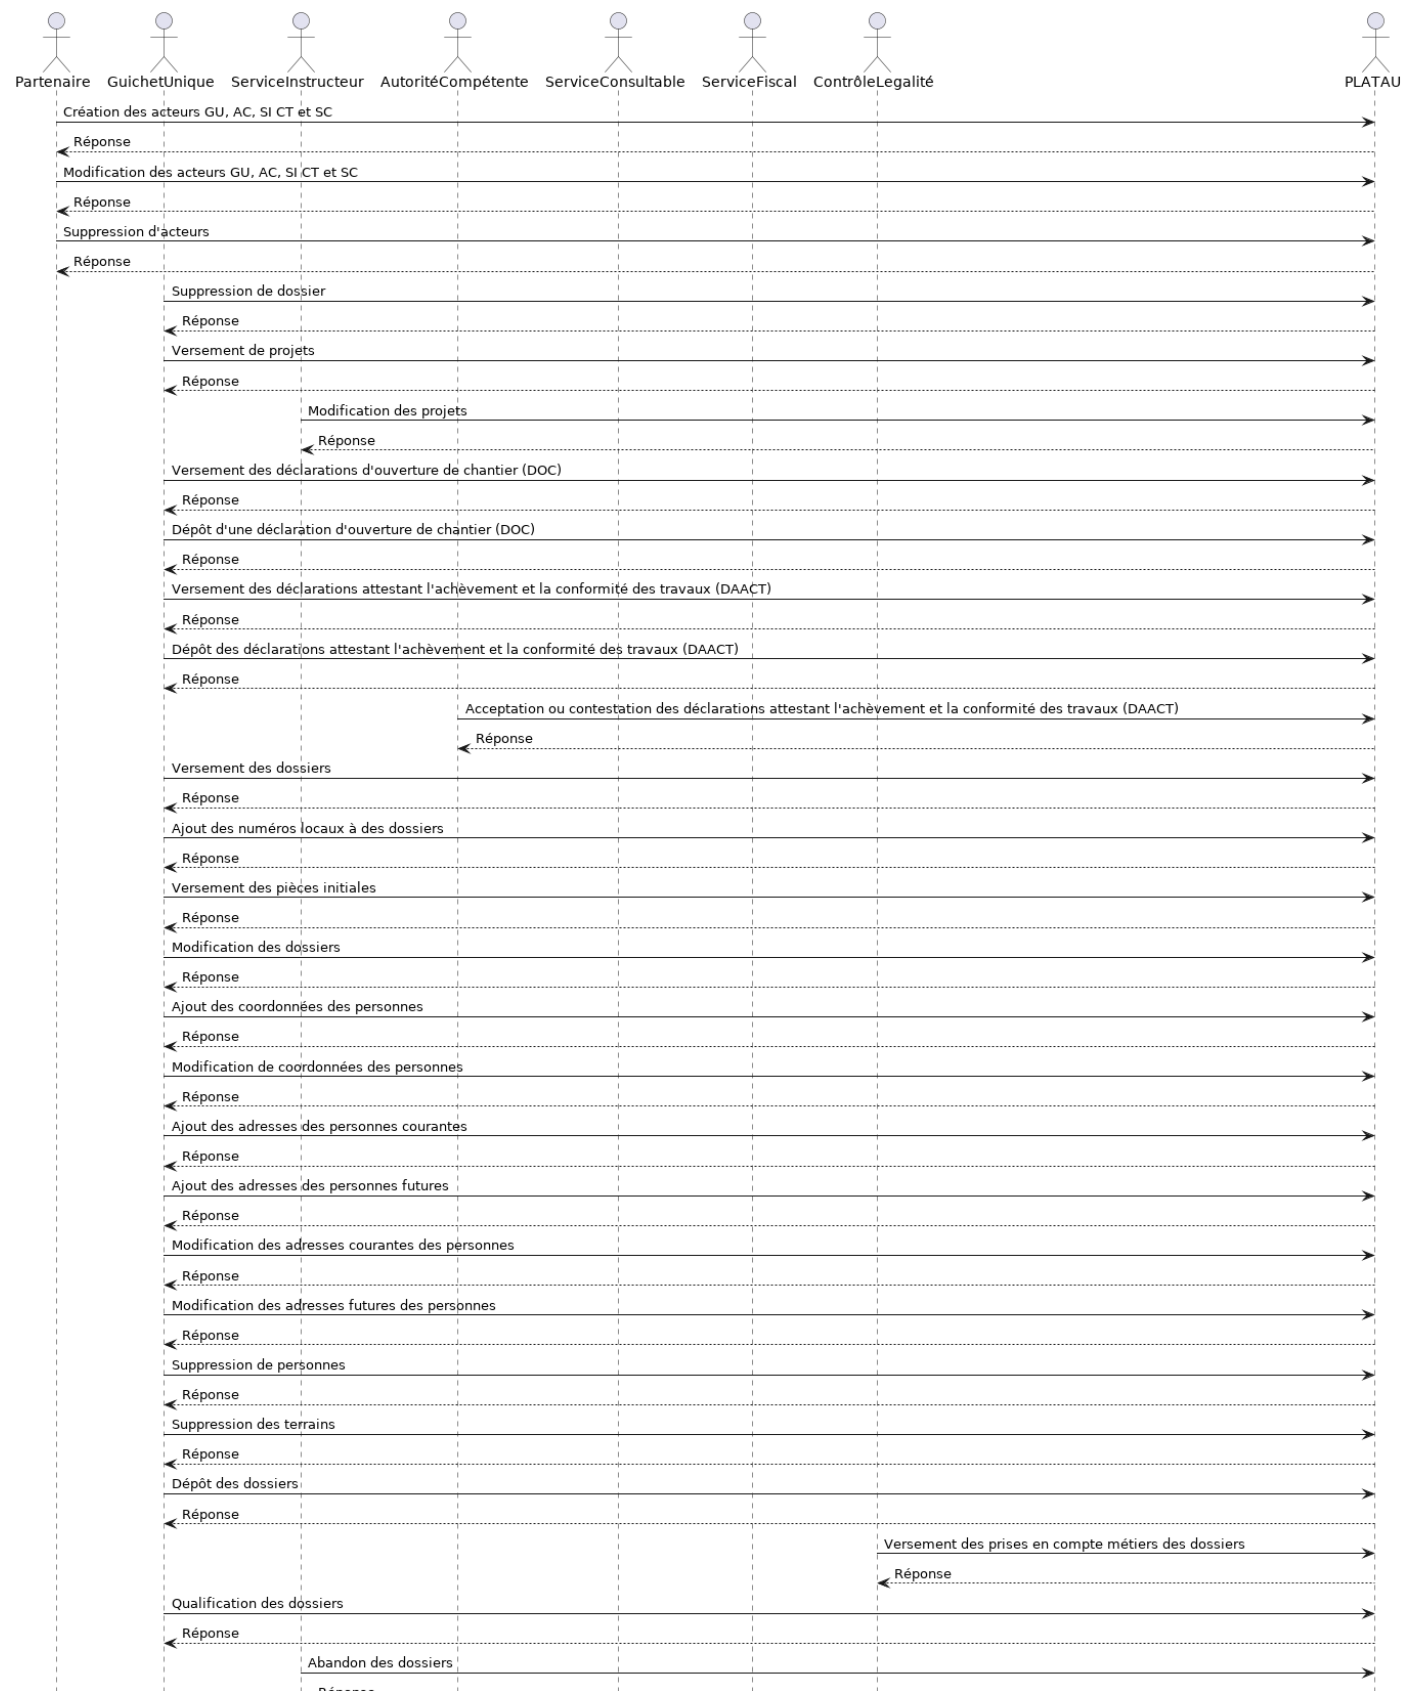 Partenaire GuichetUnique ServiceInstructeur AutoritéCompétente ServiceConsultable ServiceFiscal ContrôleLegalité PLATAU
Création des acteurs GU, AC, SI CT et SC
Réponse
Modification des acteurs GU, AC, SI CT et SC
Réponse
Suppression d'acteurs
Réponse
Suppression de dossier
Réponse
Versement de projets
Réponse
Modification des projets
Réponse
Versement des déclarations d'ouverture de chantier (DOC)
Réponse
Dépôt d'une déclaration d'ouverture de chantier (DOC)
Réponse
Versement des déclarations attestant l'achèvement et la conformité des travaux (DAACT)
Réponse
Dépôt des déclarations attestant l'achèvement et la conformité des travaux (DAACT)
Réponse
Acceptation ou contestation des déclarations attestant l'achèvement et la conformité des travaux (DAACT)
Réponse
Versement des dossiers
Réponse
Ajout des numéros locaux à des dossiers
Réponse
Versement des pièces initiales
Réponse
Modification des dossiers
Réponse
Ajout des coordonnées des personnes
Réponse
Modification de coordonnées des personnes
Réponse
Ajout des adresses des personnes courantes
Réponse
Ajout des adresses des personnes futures
Réponse
Modification des adresses courantes des personnes
Réponse
Modification des adresses futures des personnes
Réponse
Suppression de personnes
Réponse
Suppression des terrains
Réponse
Dépôt des dossiers
Réponse
Versement des prises en compte métiers des dossiers
Réponse
Qualification des dossiers
Réponse
Abandon des dossiers
Réponse